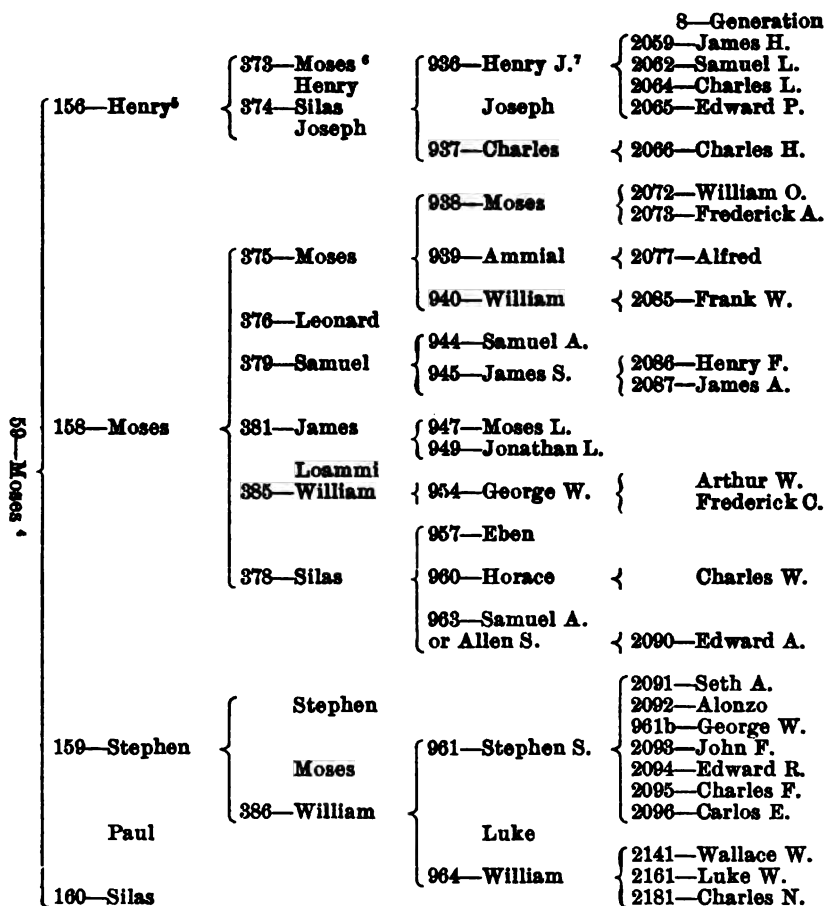 8—Generation
373—Moses ⁶ 936—Henry J.⁷ 2059—James H.
Henry 2062—Samuel L.
156—Henry⁵ 374—Silas Joseph 2064—Charles L.
Joseph 2065—Edward P.
937—Charles 2066—Charles H.
938—Moses 2072—William O.
2073—Frederick A.
375—Moses 939—Ammial 2077—Alfred
940—William 2085—Frank W.
376—Leonard
944—Samuel A.
379—Samuel 945—James S. 2086—Henry F.
2087—James A.
158—Moses 381—James 947—Moses L.
949—Jonathan L.
59—Moses ⁴
Loammi
385—William 954—George W. Arthur W.
Frederick C.
957—Eben
378—Silas 960—Horace Charles W.
963—Samuel A.
or Allen S. 2090—Edward A.
2091—Seth A.
Stephen 2092—Alonzo
961b—George W.
159—Stephen 961—Stephen S. 2093—John F.
Moses 2094—Edward R.
2095—Charles F.
386—William 2096—Carlos E.
Paul Luke
2141—Wallace W.
964—William 2161—Luke W.
160—Silas 2181—Charles N.